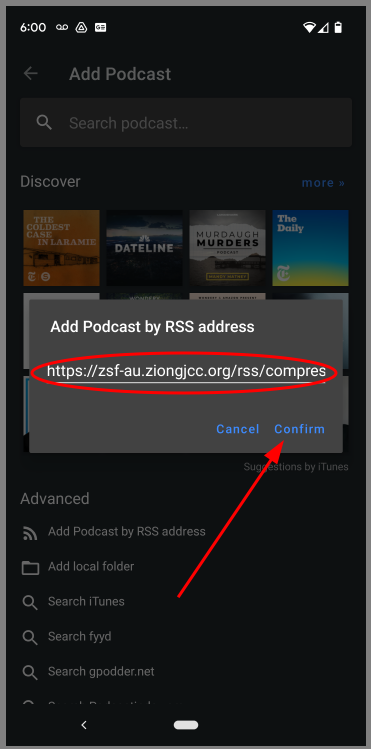 6:00
GE
Add Podcast
Search podcast...
Discover
more »
THE
COLDEST
CASE
IN LARAMIE
DATELINE
MURDAUGH
MURDERS
PODCAST
The
Daily
WONDERY
Add Podcast by RSS address
https://zsf-au.ziongjcc.org/rss/compres
Cancel
Confirm
Suggestions by iTunes
Advanced
Add Podcast by RSS address
Add local folder
Search iTunes
Search fyyd
Search gpodder.net